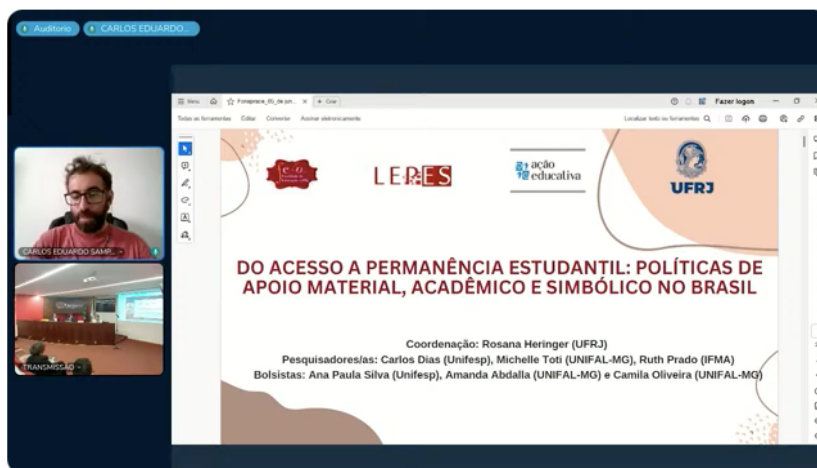 Auditorio
CARLOS EDUARDO...
Menu
Fonaprace_05_de jun...
+ Criar
Fazer logon
Todas as ferramentas
Editar
Converter
Assinar eletronicamente
Localizar texto ou ferramentas
LEPES
ação
educativa
UFRJ
CARLOS EDUARDO SAMP...
TRANSMISSÃO
DO ACESSO A PERMANÊNCIA ESTUDANTIL: POLÍTICAS DE
APOIO MATERIAL, ACADÊMICO E SIMBÓLICO NO BRASIL
Coordenação: Rosana Heringer (UFRJ)
Pesquisadores/as: Carlos Dias (Unifesp), Michelle Toti (UNIFAL-MG), Ruth Prado (IFMA)
Bolsistas: Ana Paula Silva (Unifesp), Amanda Abdalla (UNIFAL-MG) e Camila Oliveira (UNIFAL-MG)